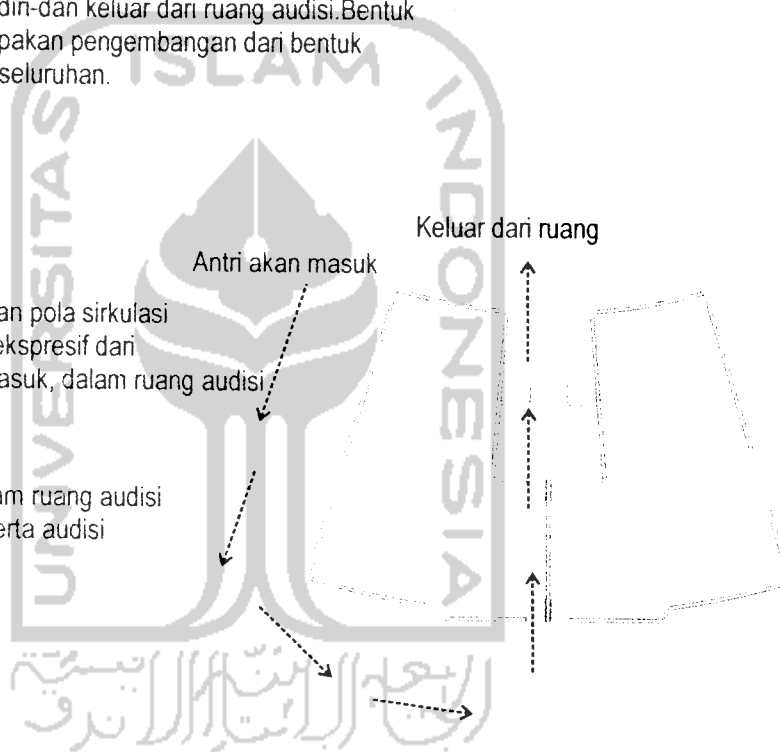 diri-dan keluar dari ruang audisi.Bentuk
pakan pengembangan dari bentuk
seluruhan.
ISLAM
UNIVERSITAS
INDONESIA
Keluar dari ruang
Antri akan masuk
an pola sirkulasi
ekspresif dari
asuk, dalam ruang audisi
am ruang audisi
erta audisi